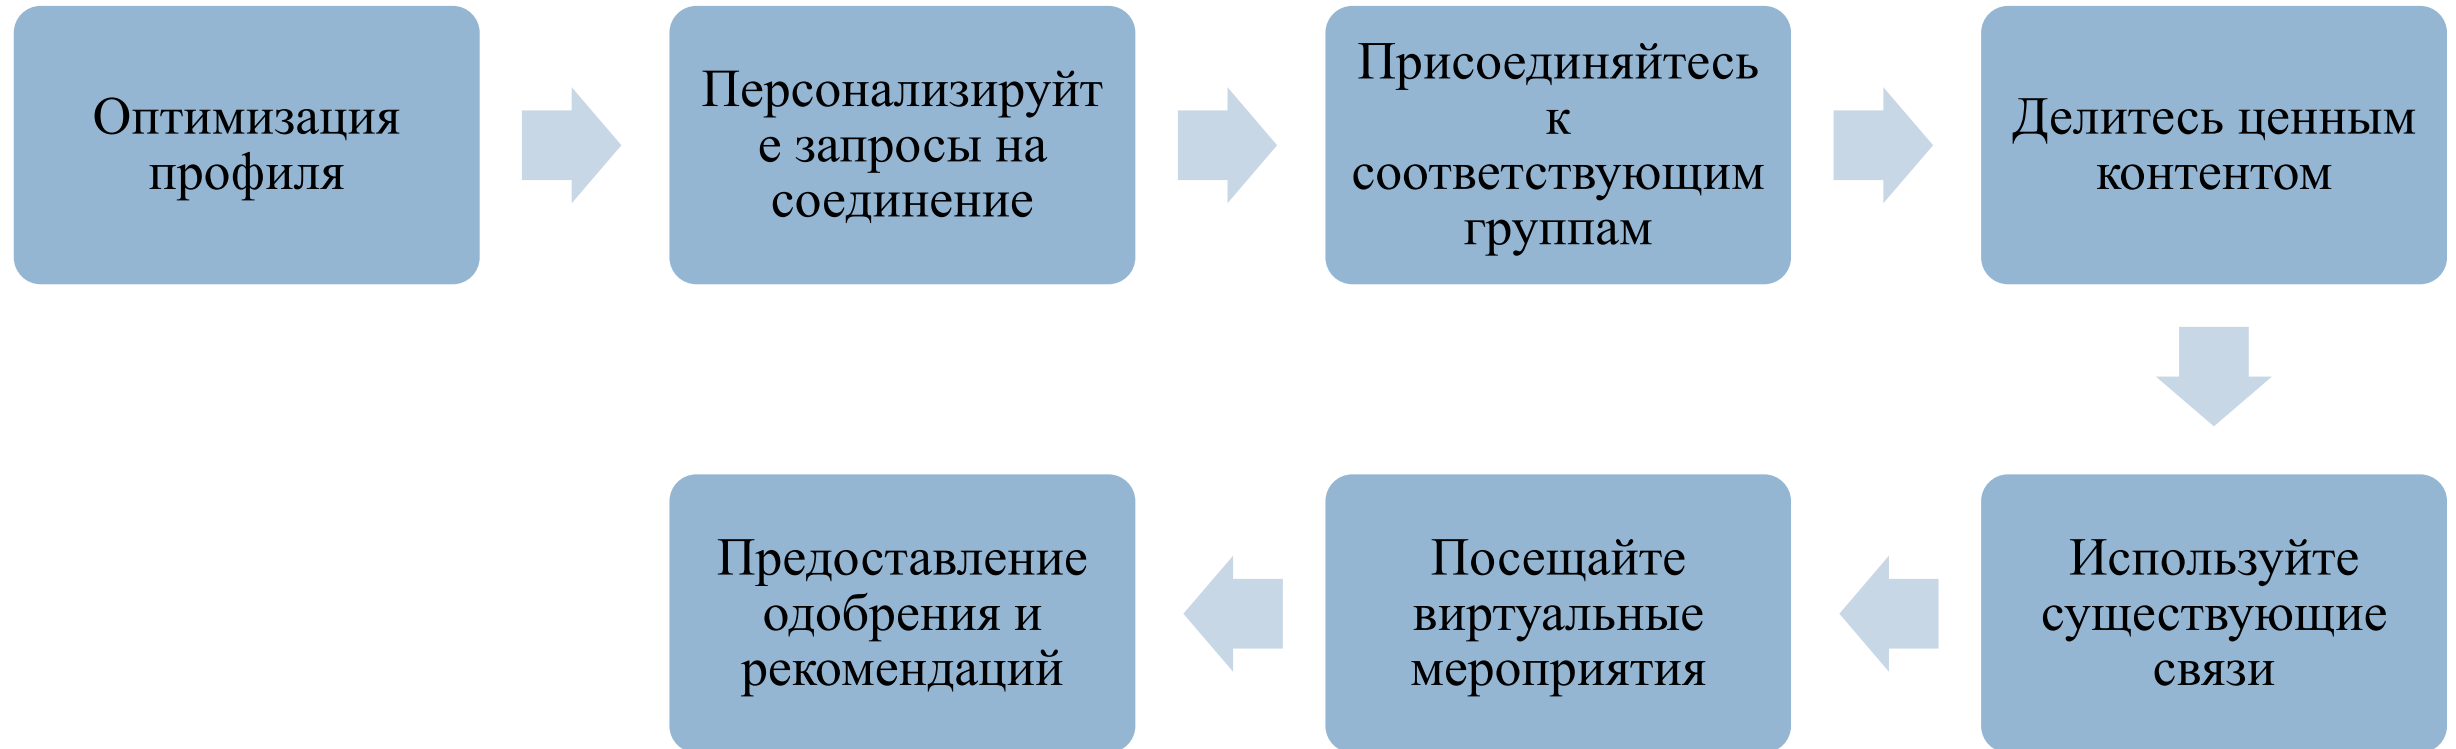 Оптимизация
профиля
Персонализируйт
е запросы на
соединение
Присоединяйтесь
к
соответствующим
группам
Делитесь ценным
контентом
Используйте
существующие
связи
Посещайте
виртуальные
мероприятия
Предоставление
одобрения и
рекомендаций